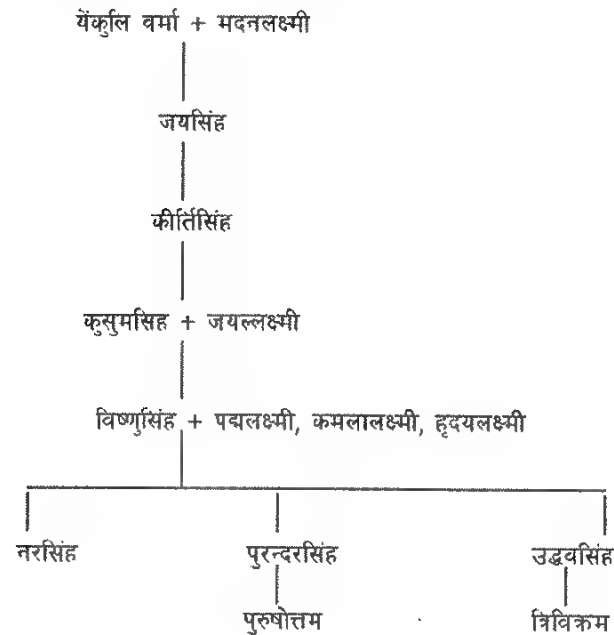 येंकुलि वर्मा + मदनलक्ष्मी
जयसिंह
कीर्तिसिंह
कुसुमसिह + जयल्लक्ष्मी
विष्णुसिंह + पद्मलक्ष्मी, कमलालक्ष्मी, हृदयलक्ष्मी
नरसिंह पुरन्दरसिंह उद्धवसिंह
पुरुषोत्तम त्रिविक्रम